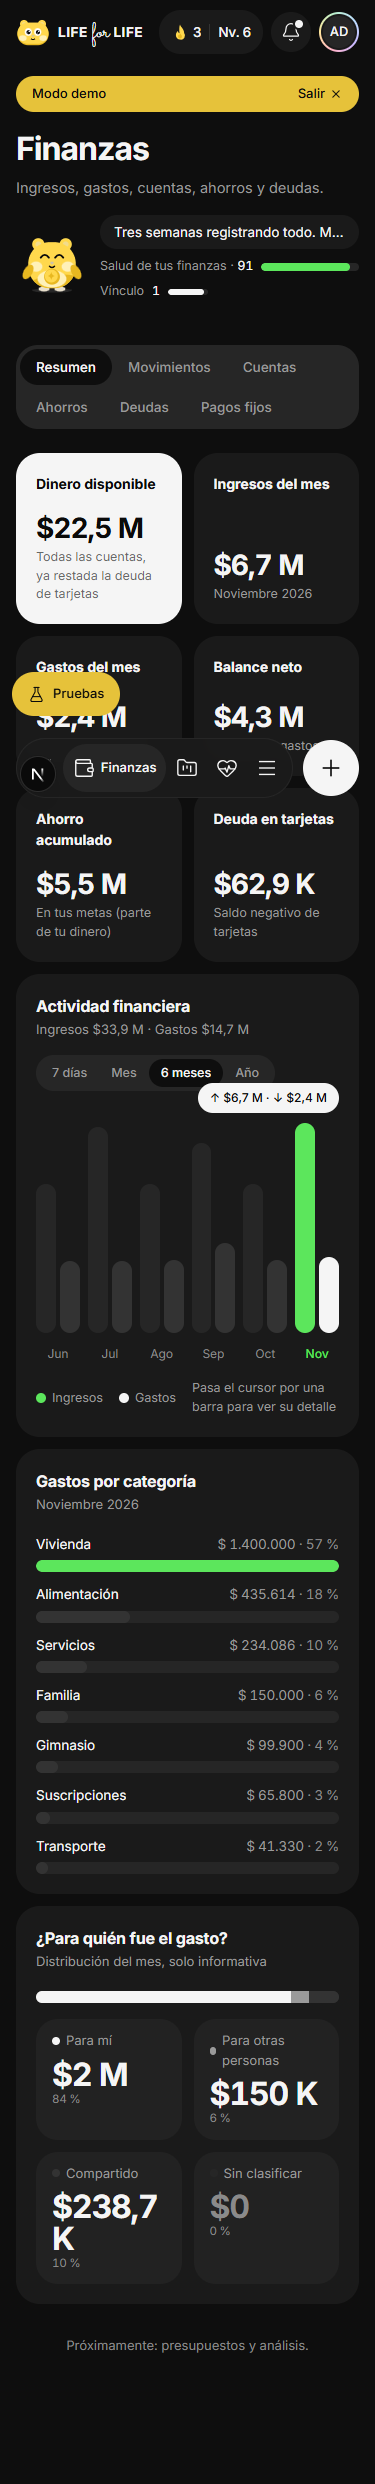 LIFE for LIFE
3
Nv. 6
AD
Modo demo
Salir ×
Finanzas
Ingresos, gastos, cuentas, ahorros y deudas.
Tres semanas registrando todo. M...
Salud de tus finanzas · 91
Vínculo 1
Resumen
Movimientos
Cuentas
Ahorros
Deudas
Pagos fijos
Dinero disponible
$22,5 M
Todas las cuentas,
ya restada la deuda
de tarjetas
Ingresos del mes
$6,7 M
Noviembre 2026
Gastos del mes
$2,4 M
Balance neto
$4,3 M
gastos
Pruebas
N
Finanzas
Ahorro
acumulado
$5,5 M
En tus metas (parte
de tu dinero)
Deuda en tarjetas
$62,9 K
Saldo negativo de
tarjetas
Actividad financiera
Ingresos $33,9 M · Gastos $14,7 M
7 días
Mes
6 meses
Año
↑ $6,7 M · ↓ $2,4 M
Jun
Jul
Ago
Sep
Oct
Nov
Ingresos
Gastos
Pasa el cursor por una
barra para ver su detalle
Gastos por categoría
Noviembre 2026
Vivienda
$ 1.400.000 · 57 %
Alimentación
$ 435.614 · 18 %
Servicios
$ 234.086 · 10 %
Familia
$ 150.000 · 6 %
Gimnasio
$ 99.900 · 4 %
Suscripciones
$ 65.800 · 3 %
Transporte
$ 41.330 · 2 %
¿Para quién fue el gasto?
Distribución del mes, solo informativa
Para mí
$2 M
84 %
Para otras
personas
$150 K
6 %
Compartido
$238,7
K
10 %
Sin clasificar
$0
0 %
Próximamente: presupuestos y análisis.